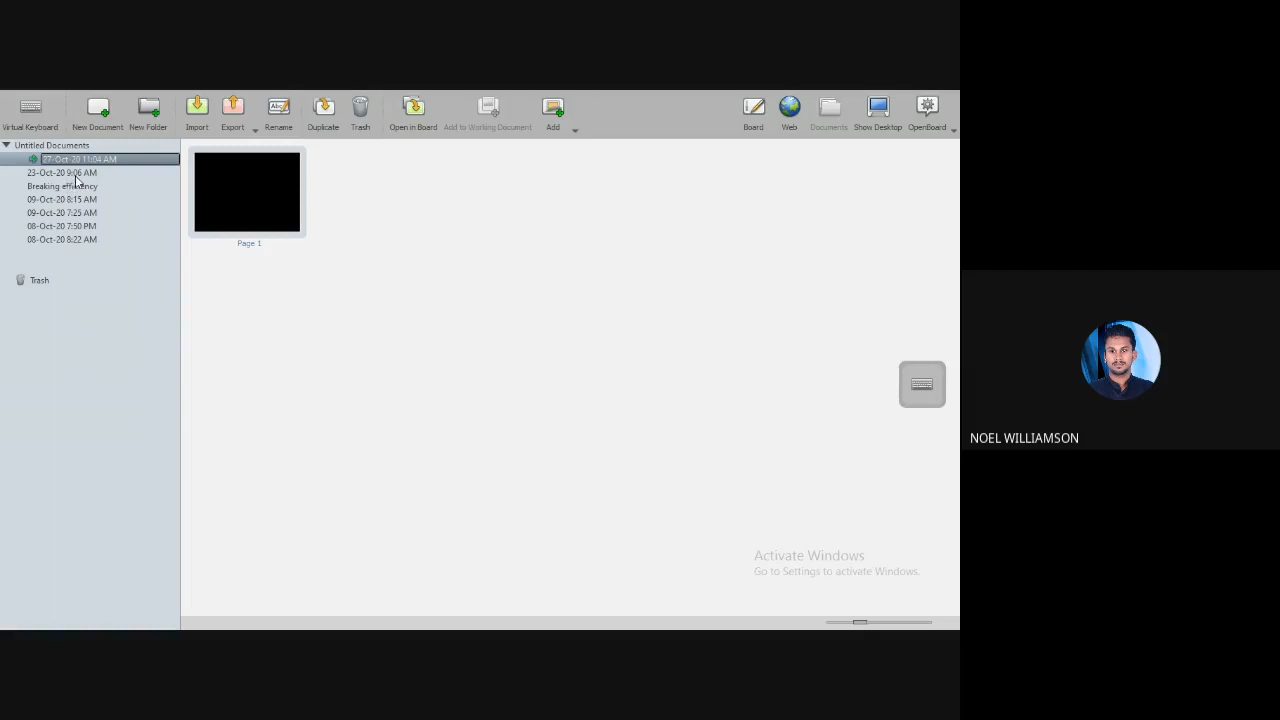 Virtual Keyboard New Document New Folder Import Export Rename Duplicate Trash Open in Board Add to Working Document Add Board Web Documents Show Desktop OpenBoard
Untitled Documents
27-Oct-20 11:04 AM
23-Oct-20 9:06 AM
Breaking efficiency
09-Oct-20 8:15 AM
09-Oct-20 7:25 AM
08-Oct-20 7:50 PM
08-Oct-20 8:22 AM
Trash
Page 1
NOEL WILLIAMSON
Activate Windows
Go to Settings to activate Windows.